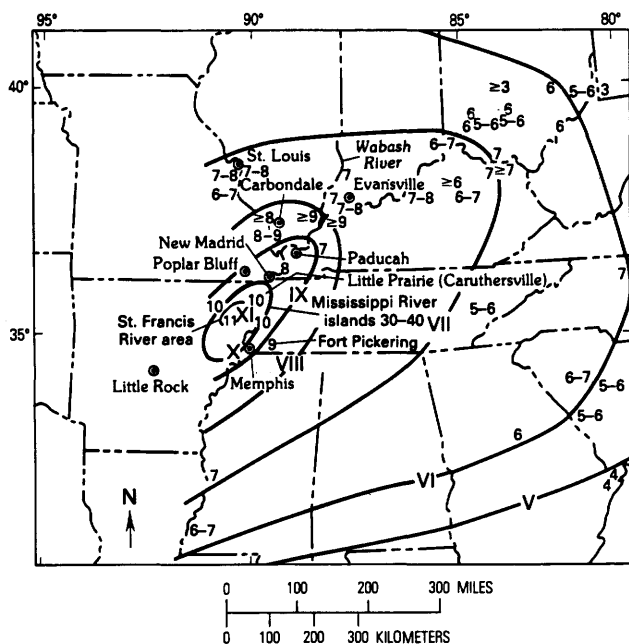 95° 90° 85° 80°
40°
≥3
6
5–6
3
6
6
6
5–6
6
6
6–7
7
Wabash
River
St. Louis
7–8
7–8
7
7
≥7
Carbondale
Evansville
≥6
6–7
6–7
7
7–8
7–8
≥8
≥9
≥9
8–9
New Madrid
7
Paducah
Poplar Bluff
8
Little Prairie (Caruthersville)
7
IX
Mississippi River
islands 30–40
10
10
5–6
St. Francis
River area
11
XI
10
VII
35°
X
9
Fort Pickering
VIII
Memphis
Little Rock
6–7
5–6
6
7
VI
4
4
V
N
6–7
0 100 200 300 MILES
0 100 200 300 KILOMETERS